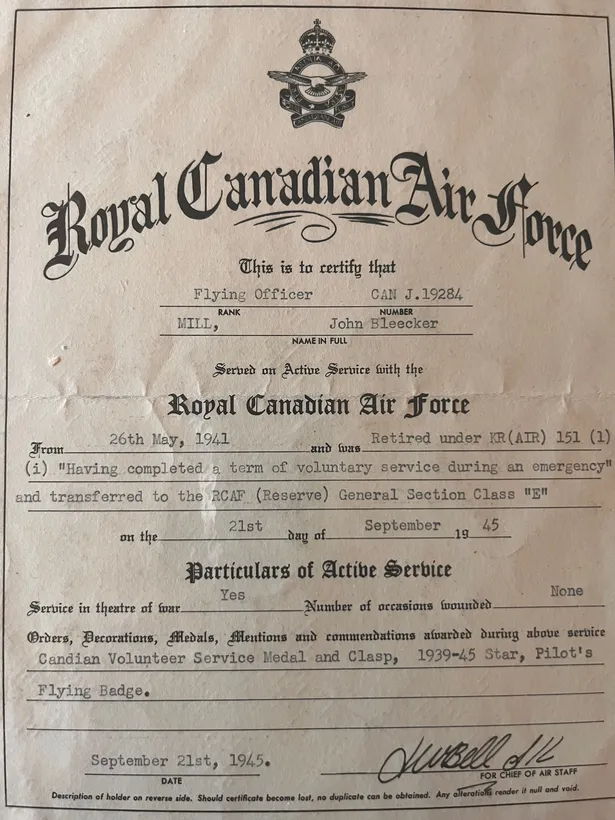 Royal Canadian Air Force
This is to certify that
Flying Officer CAN J.19284
RANK NUMBER
MILL, John Bleecker
NAME IN FULL
Served on Active Service with the
Royal Canadian Air Force
From 26th May, 1941 and was Retired under KR(AIR) 151 (1)
(i) "Having completed a term of voluntary service during an emergency"
and transferred to the RCAF (Reserve) General Section Class "E"
on the 21st day of September 19 45
Particulars of Active Service
Service in theatre of war Yes Number of occasions wounded None
Orders, Decorations, Medals, Mentions and commendations awarded during above service
Candian Volunteer Service Medal and Clasp, 1939-45 Star, Pilot's
Flying Badge.
September 21st, 1945.
DATE FOR CHIEF OF AIR STAFF
Description of holder on reverse side. Should certificate become lost, no duplicate can be obtained. Any alterations render it null and void.